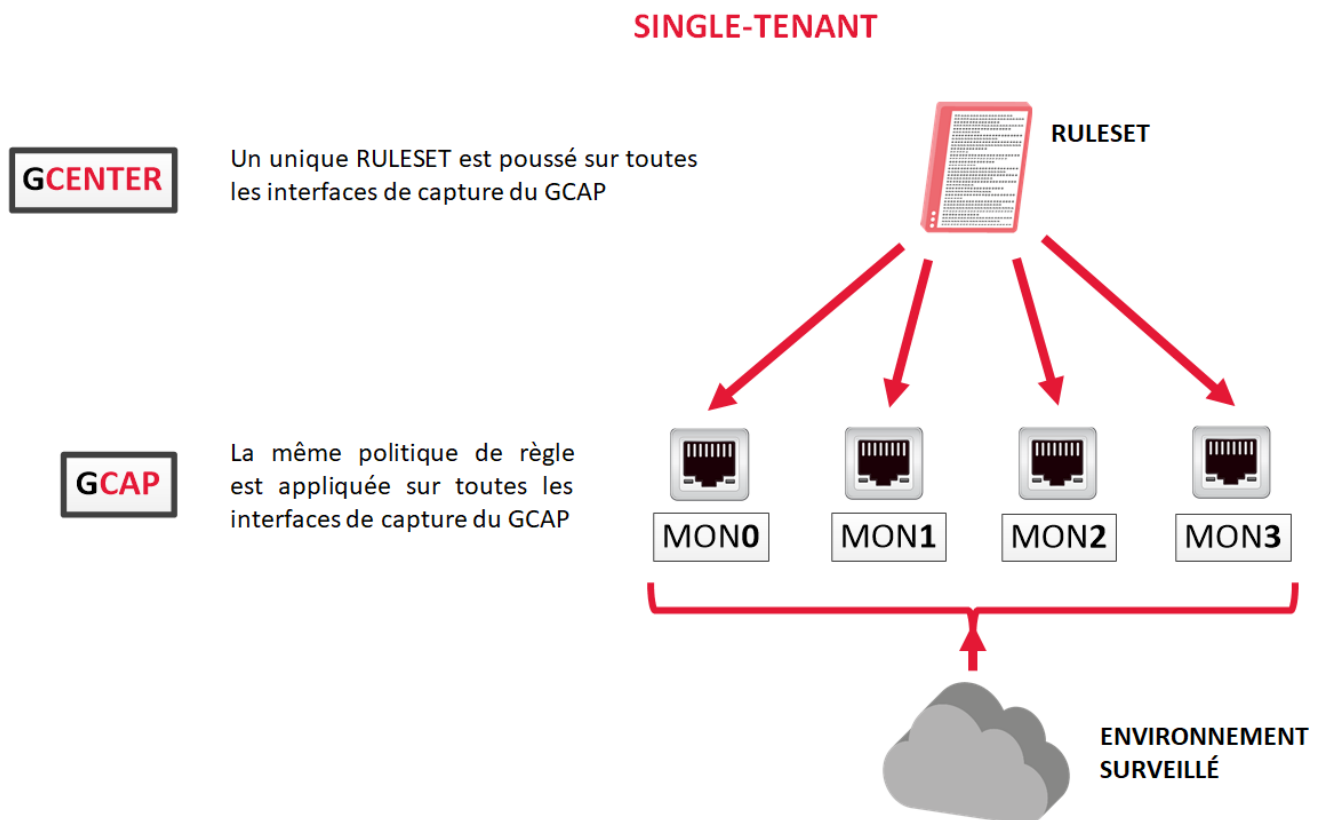 SINGLE-TENANT
RULESET
GCENTER
Un unique RULESET est poussé sur toutes
les interfaces de capture du GCAP
GCAP
La même politique de règle
est appliquée sur toutes les
interfaces de capture du GCAP
MON0
MON1
MON2
MON3
ENVIRONNEMENT
SURVEILLÉ